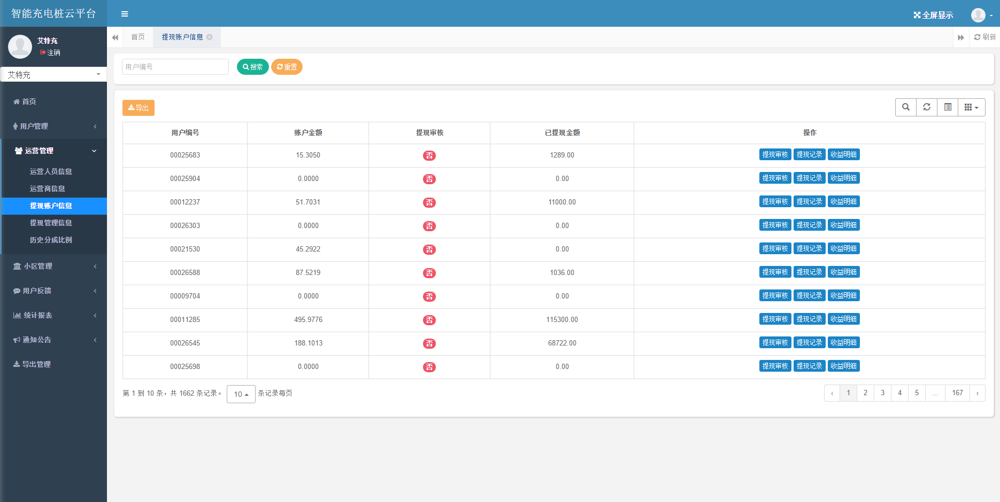 智能充电桩云平台
全屏显示
艾特充
注销
艾特充
首页
用户管理
运营管理
运营人员信息
运营商信息
提现账户信息
提现管理信息
历史分成比例
小区管理
用户反馈
统计报表
通知公告
导出管理
首页 提现账户信息 刷新
用户编号 搜索 重置
导出
用户编号 账户金额 提现审核 已提现金额 操作
00025683 15.3050 否 1289.00 提现审核 提现记录 收益明细
00025904 0.0000 否 0.00 提现审核 提现记录 收益明细
00012237 51.7031 否 11000.00 提现审核 提现记录 收益明细
00026303 0.0000 否 0.00 提现审核 提现记录 收益明细
00021530 45.2922 否 0.00 提现审核 提现记录 收益明细
00026588 87.5219 否 1036.00 提现审核 提现记录 收益明细
00009704 0.0000 否 0.00 提现审核 提现记录 收益明细
00011285 495.9776 否 115300.00 提现审核 提现记录 收益明细
00026545 188.1013 否 68722.00 提现审核 提现记录 收益明细
00025698 0.0000 否 0.00 提现审核 提现记录 收益明细
第 1 到 10 条，共 1662 条记录。 10 条记录每页 ‹ 1 2 3 4 5 ... 167 ›